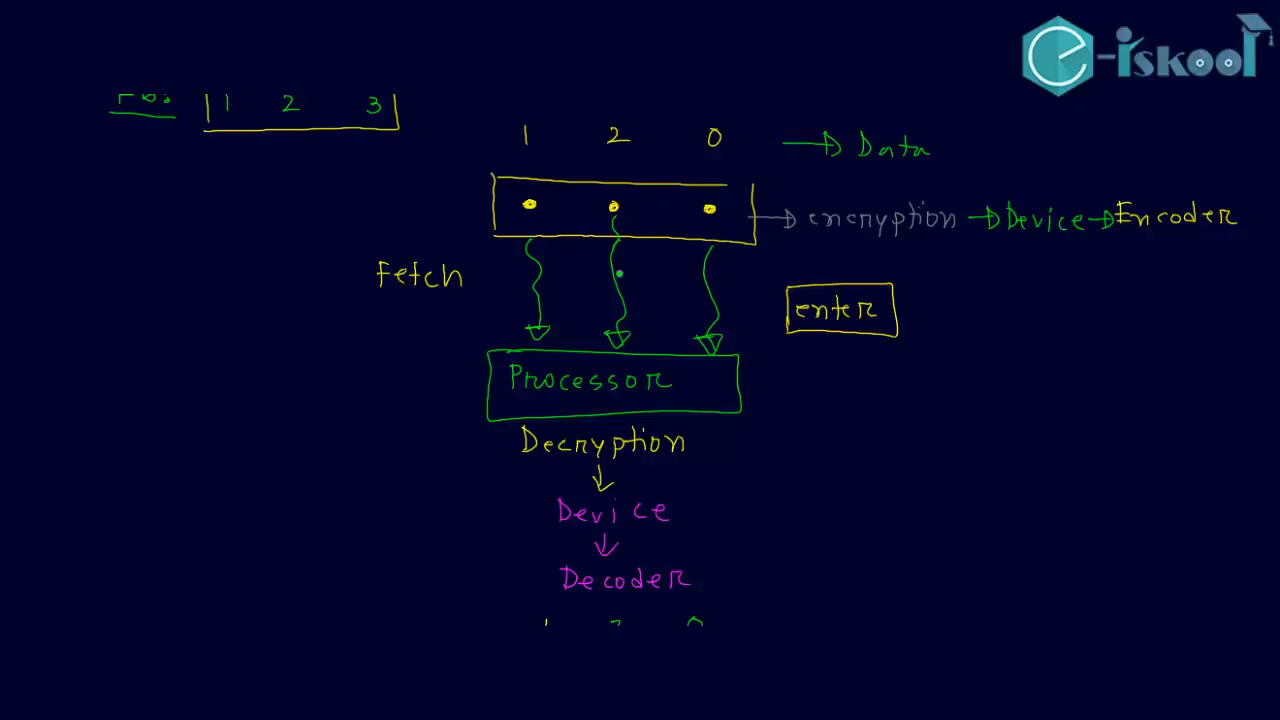 e-iskool
1 2 3
1 2 0 → Data
→ encryption → Device → Encoder
Fetch
enter
Processor
Decryption
↓
Device
↓
Decoder